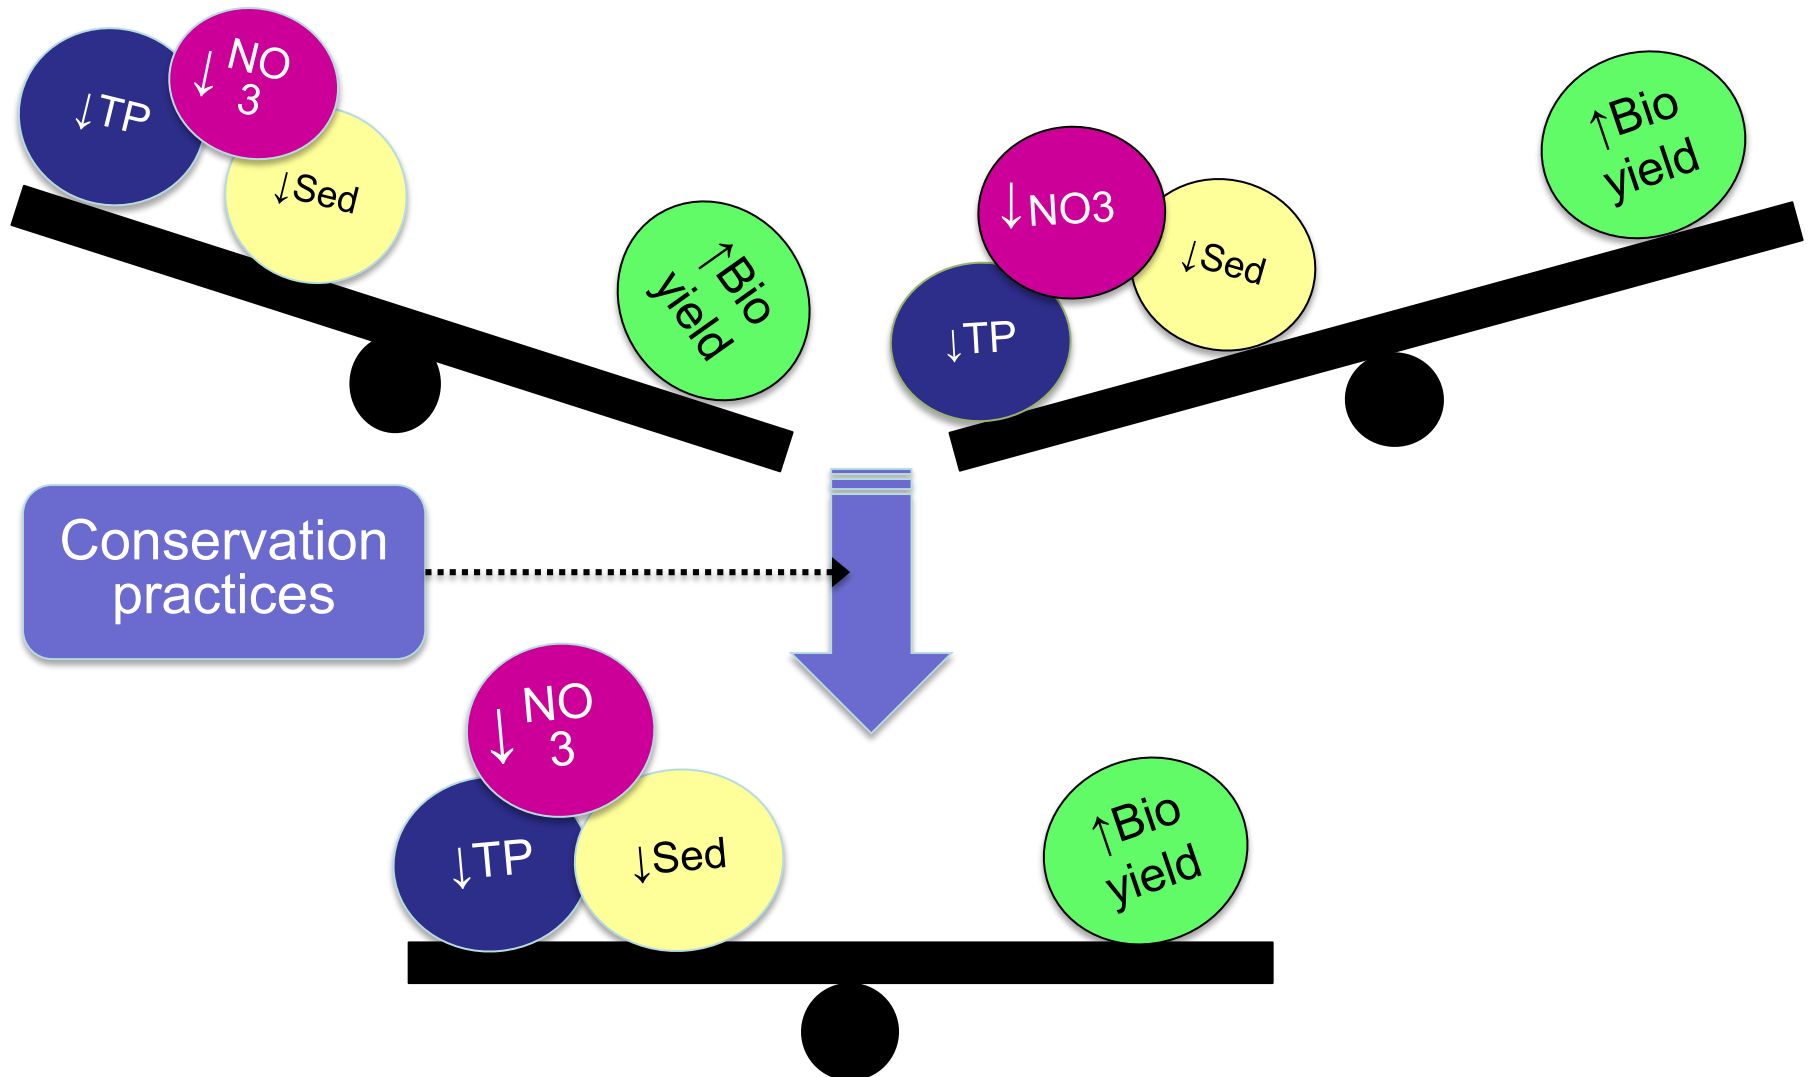 ↓TP
↓ NO
3
↓Sed
↑Bio
yield
↓NO3
↓Sed
↓TP
↑Bio
yield
Conservation
practices
↓ NO
3
↓TP
↓Sed
↑Bio
yield